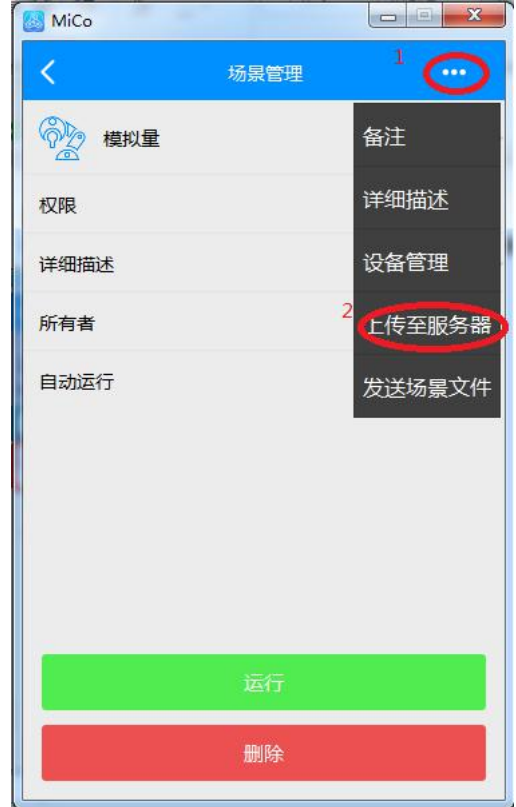 MiCo
场景管理
1
模拟量
备注
权限
详细描述
详细描述
设备管理
所有者
2
上传至服务器
自动运行
发送场景文件
运行
删除